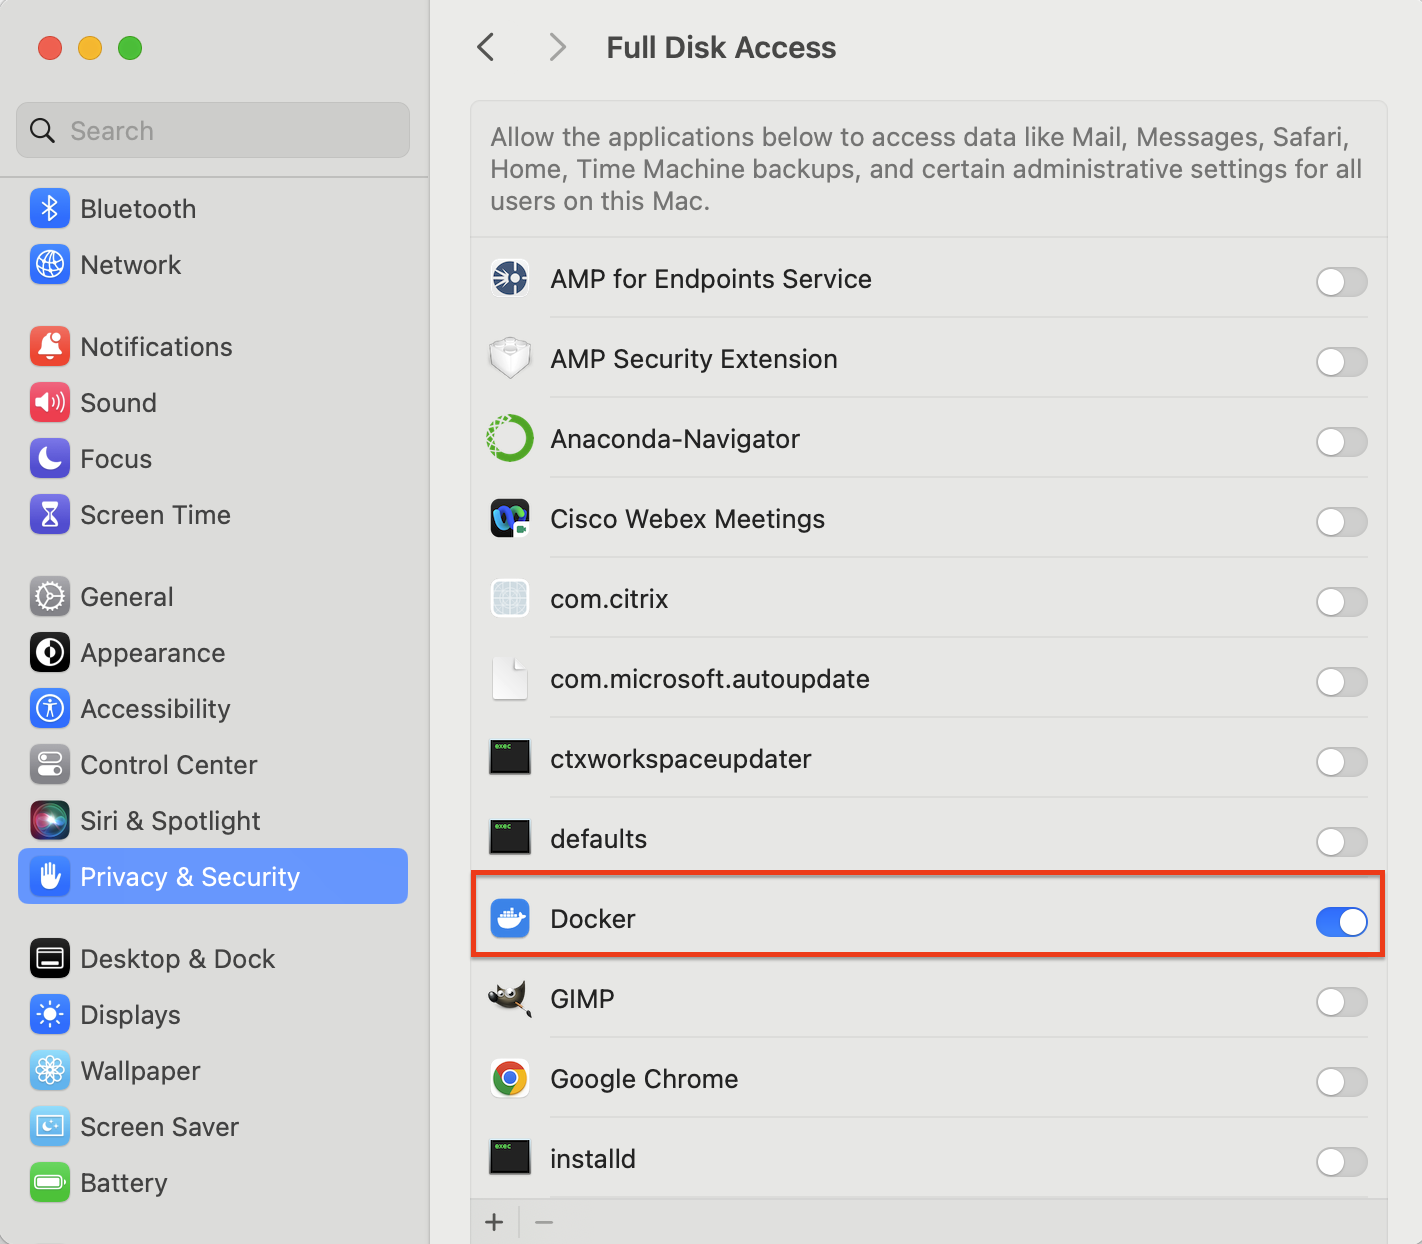 Full Disk Access
Search
Bluetooth
Network
Notifications
Sound
Focus
Screen Time
General
Appearance
Accessibility
Control Center
Siri & Spotlight
Privacy & Security
Desktop & Dock
Displays
Wallpaper
Screen Saver
Battery
Allow the applications below to access data like Mail, Messages, Safari,
Home, Time Machine backups, and certain administrative settings for all
users on this Mac.
AMP for Endpoints Service
AMP Security Extension
Anaconda-Navigator
Cisco Webex Meetings
com.citrix
com.microsoft.autoupdate
exec
ctxworkspaceupdater
exec
defaults
Docker
GIMP
Google Chrome
exec
installd